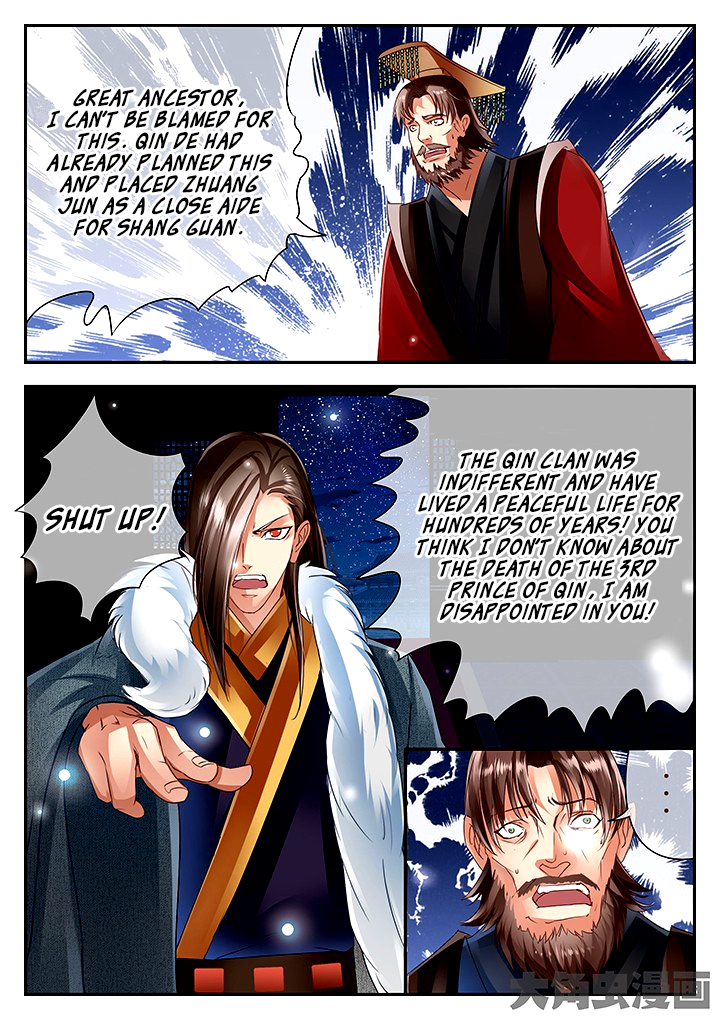 GREAT ANCESTOR,
I CAN'T BE BLAMED FOR
THIS. QIN DE HAD
ALREADY PLANNED THIS
AND PLACED ZHUANG
JUN AS A CLOSE AIDE
FOR SHANG GUAN.
SHUT UP!
THE QIN CLAN WAS
INDIFFERENT AND HAVE
LIVED A PEACEFUL LIFE FOR
HUNDREDS OF YEARS! YOU
THINK I DON'T KNOW ABOUT
THE DEATH OF THE 3RD
PRINCE OF QIN, I AM
DISAPPOINTED IN YOU!
...
大角虫漫画